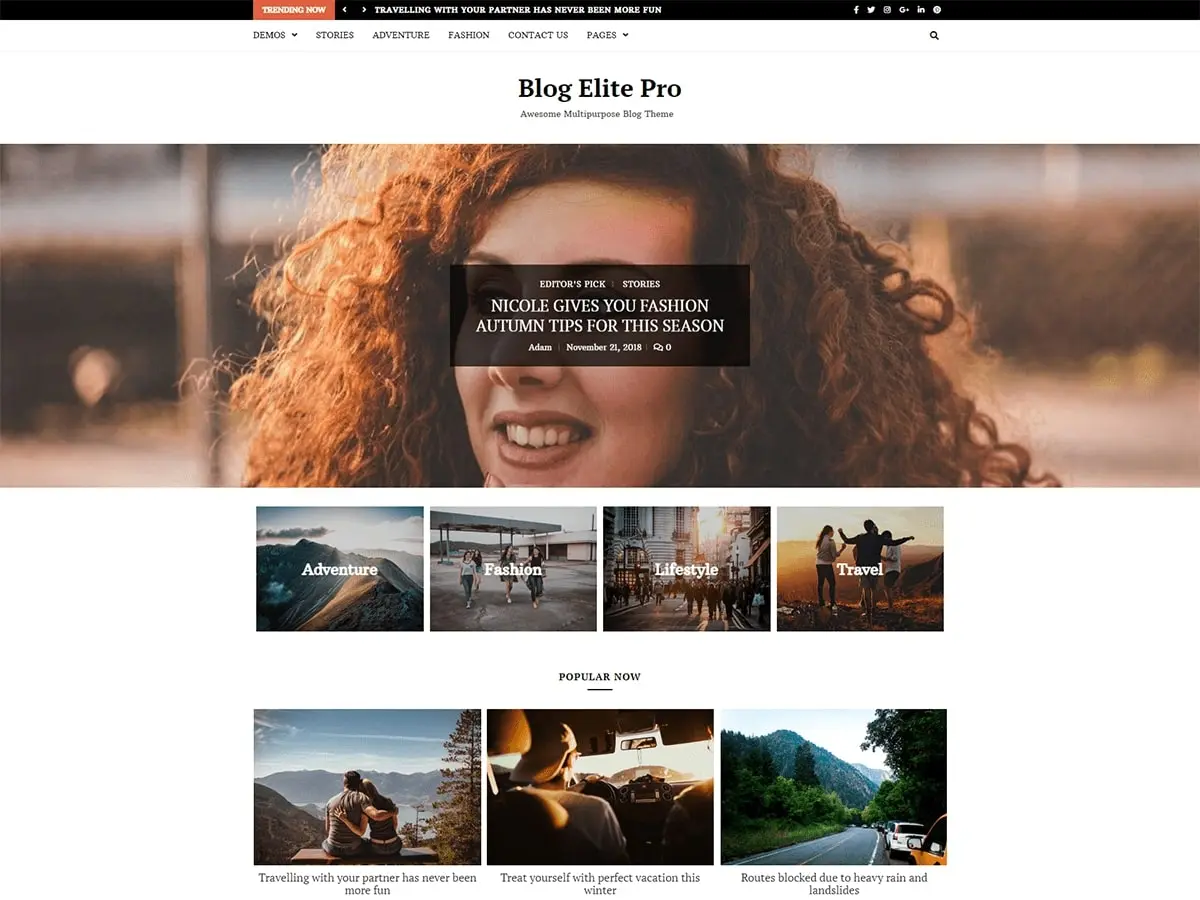 TRENDING NOW
TRAVELLING WITH YOUR PARTNER HAS NEVER BEEN MORE FUN
DEMOS STORIES ADVENTURE FASHION CONTACT US PAGES
Blog Elite Pro
Awesome Multipurpose Blog Theme
EDITOR'S PICK STORIES
NICOLE GIVES YOU FASHION
AUTUMN TIPS FOR THIS SEASON
Adam November 21, 2018 0
Adventure
Fashion
Lifestyle
Travel
POPULAR NOW
Travelling with your partner has never been
more fun
Treat yourself with perfect vacation this
winter
Routes blocked due to heavy rain and
landslides